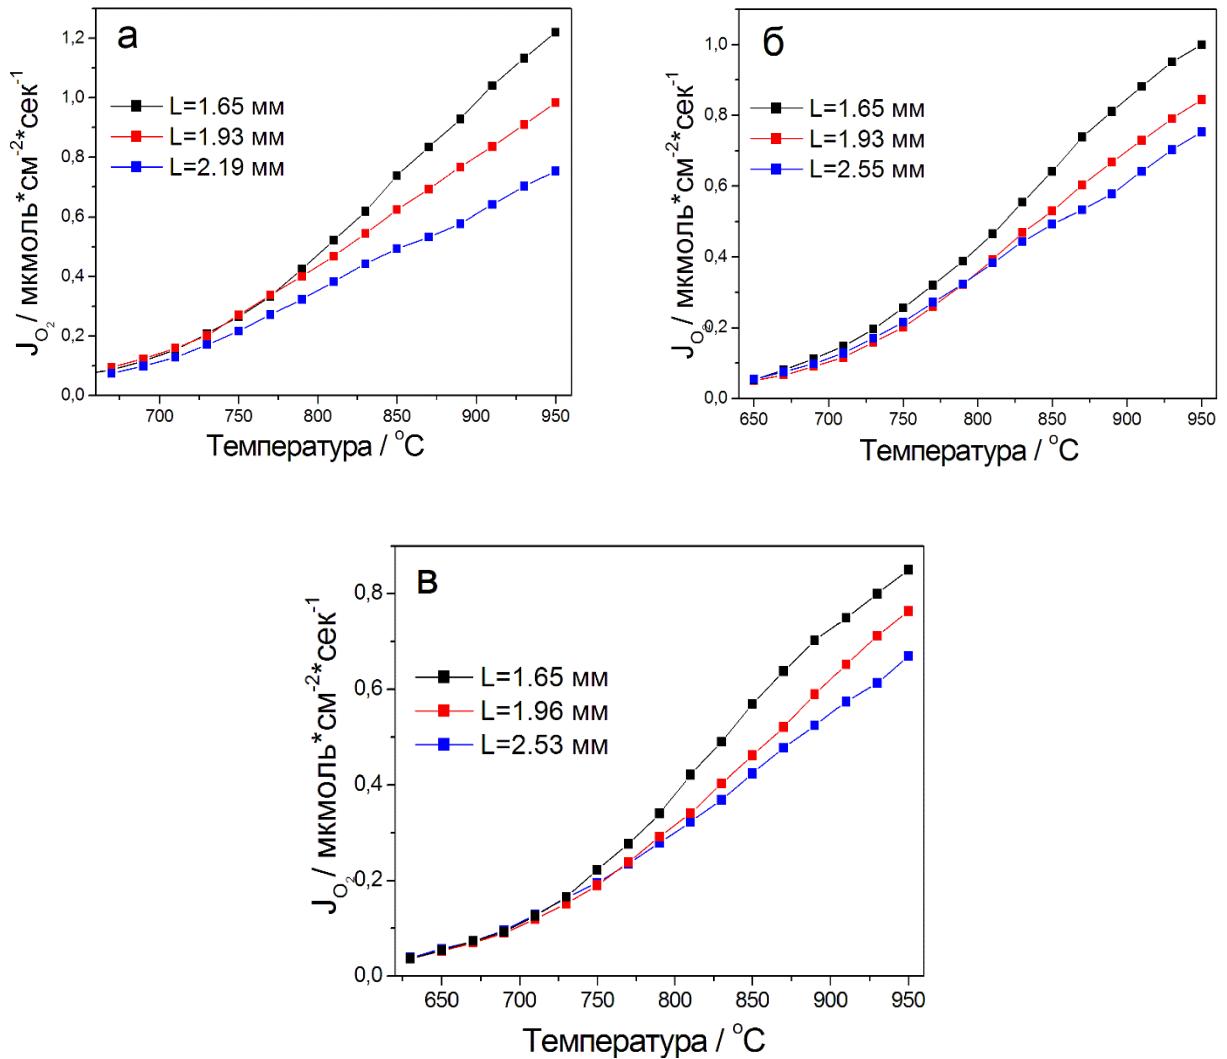 а
J_O₂ / мкмоль*см⁻²*сек⁻¹
1,2
1,0
0,8
0,6
0,4
0,2
0,0
L=1.65 мм
L=1.93 мм
L=2.19 мм
700 750 800 850 900 950
Температура / °C
б
J_O₂ / мкмоль*см⁻²*сек⁻¹
1,0
0,8
0,6
0,4
0,2
0,0
L=1.65 мм
L=1.93 мм
L=2.55 мм
650 700 750 800 850 900 950
Температура / °C
в
J_O₂ / мкмоль*см⁻²*сек⁻¹
0,8
0,6
0,4
0,2
0,0
L=1.65 мм
L=1.96 мм
L=2.53 мм
650 700 750 800 850 900 950
Температура / °C